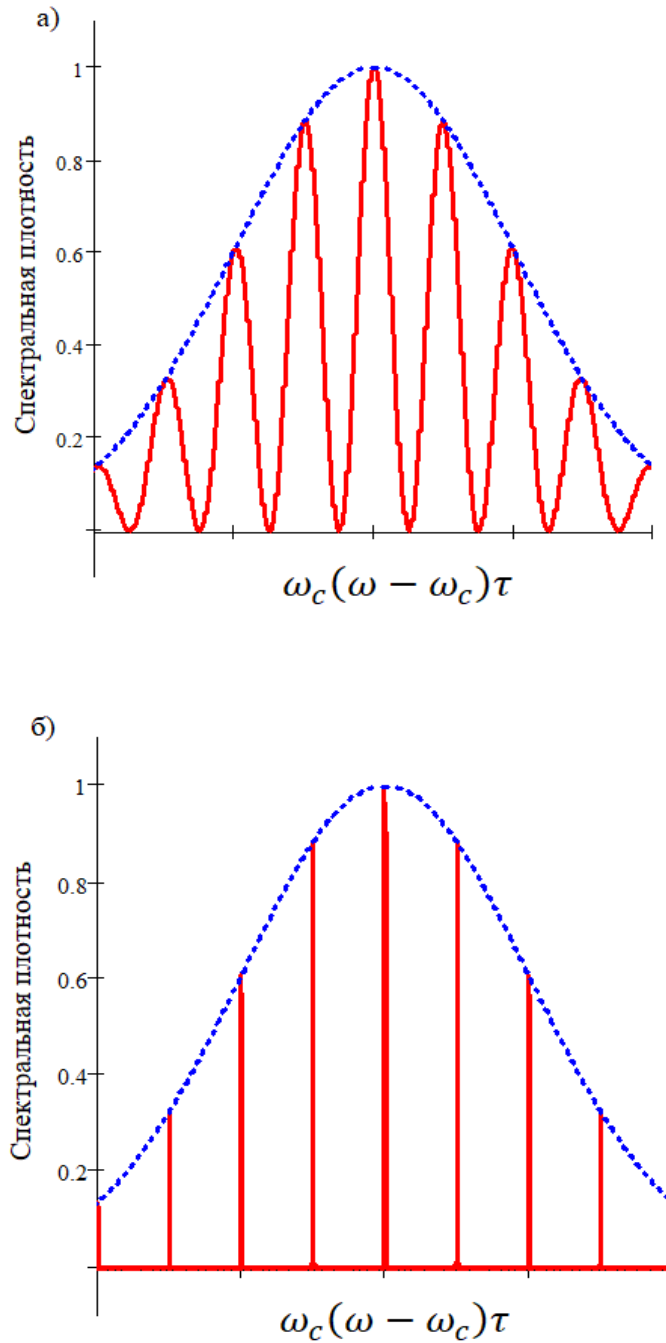 а)
Спектральная плотность
1
0.8
0.6
0.4
0.2
ω_c(ω − ω_c)τ
б)
Спектральная плотность
1
0.8
0.6
0.4
0.2
ω_c(ω − ω_c)τ